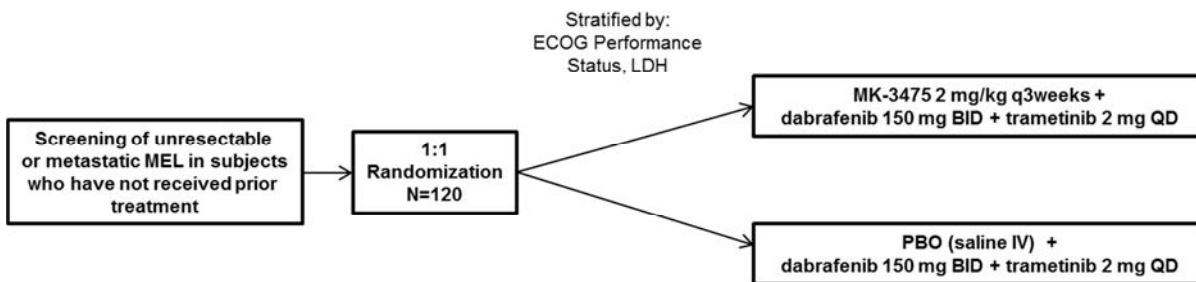 Stratified by:
ECOG Performance
Status, LDH
Screening of unresectable
or metastatic MEL in subjects
who have not received prior
treatment
1:1
Randomization
N=120
MK-3475 2 mg/kg q3weeks +
dabrafenib 150 mg BID + trametinib 2 mg QD
PBO (saline IV) +
dabrafenib 150 mg BID + trametinib 2 mg QD